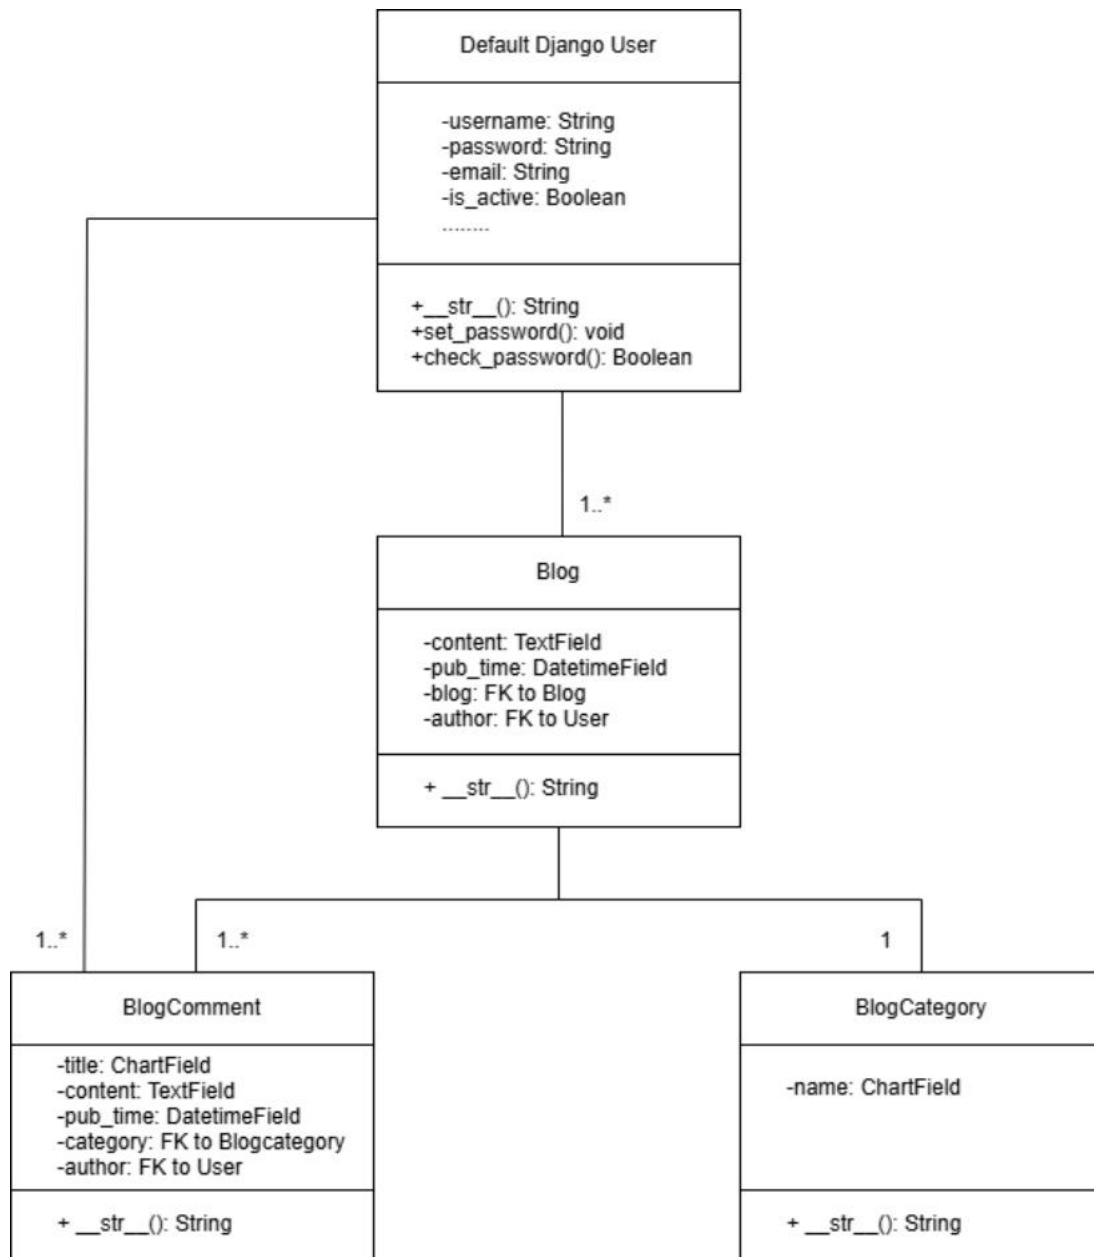 Default Django User
-username: String
-password: String
-email: String
-is_active: Boolean
........
+__str__(): String
+set_password(): void
+check_password(): Boolean
1..*
Blog
-content: TextField
-pub_time: DatetimeField
-blog: FK to Blog
-author: FK to User
+ __str__(): String
1..*
1..*
1
BlogComment
-title: ChartField
-content: TextField
-pub_time: DatetimeField
-category: FK to Blogcategory
-author: FK to User
+ __str__(): String
BlogCategory
-name: ChartField
+ __str__(): String